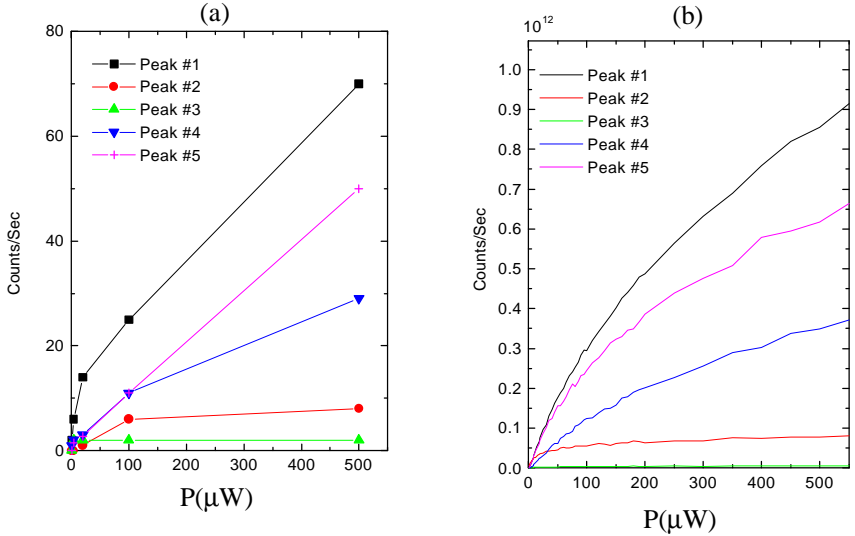 (a)
80
60
40
20
0
Counts/Sec
Peak #1
Peak #2
Peak #3
Peak #4
Peak #5
0 100 200 300 400 500
P(μW)
(b)
10^12
1.0
0.9
0.8
0.7
0.6
0.5
0.4
0.3
0.2
0.1
0.0
Counts/Sec
Peak #1
Peak #2
Peak #3
Peak #4
Peak #5
0 100 200 300 400 500
P(μW)